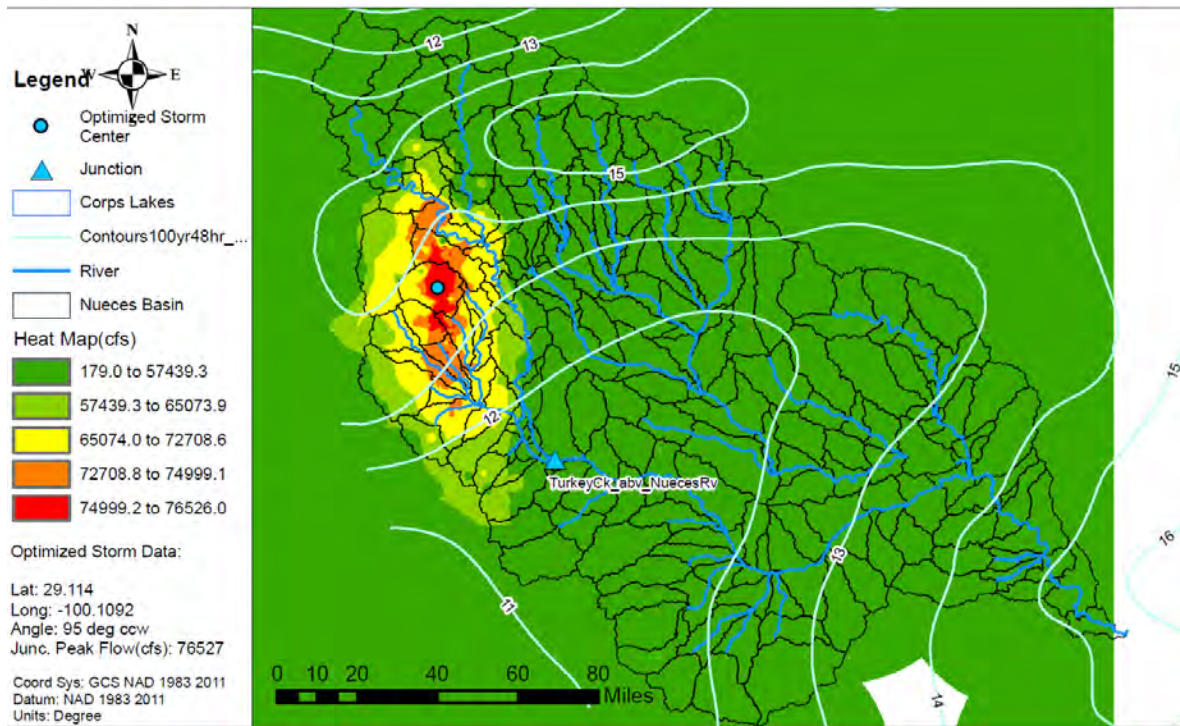 N
W
E
S
Legend
Optimized Storm
Center
Junction
Corps Lakes
Contours100yr48hr_...
River
Nueces Basin
Heat Map(cfs)
179.0 to 57439.3
57439.3 to 65073.9
65074.0 to 72708.6
72708.8 to 74999.1
74999.2 to 76526.0
Optimized Storm Data:
Lat: 29.114
Long: -100.1092
Angle: 95 deg ccw
Junc. Peak Flow(cfs): 76527
Coord Sys: GCS NAD 1983 2011
Datum: NAD 1983 2011
Units: Degree
12
13
15
12
TurkeyCk_abv_NuecesRv
11
13
14
15
16
0 10 20 40 60 80
Miles